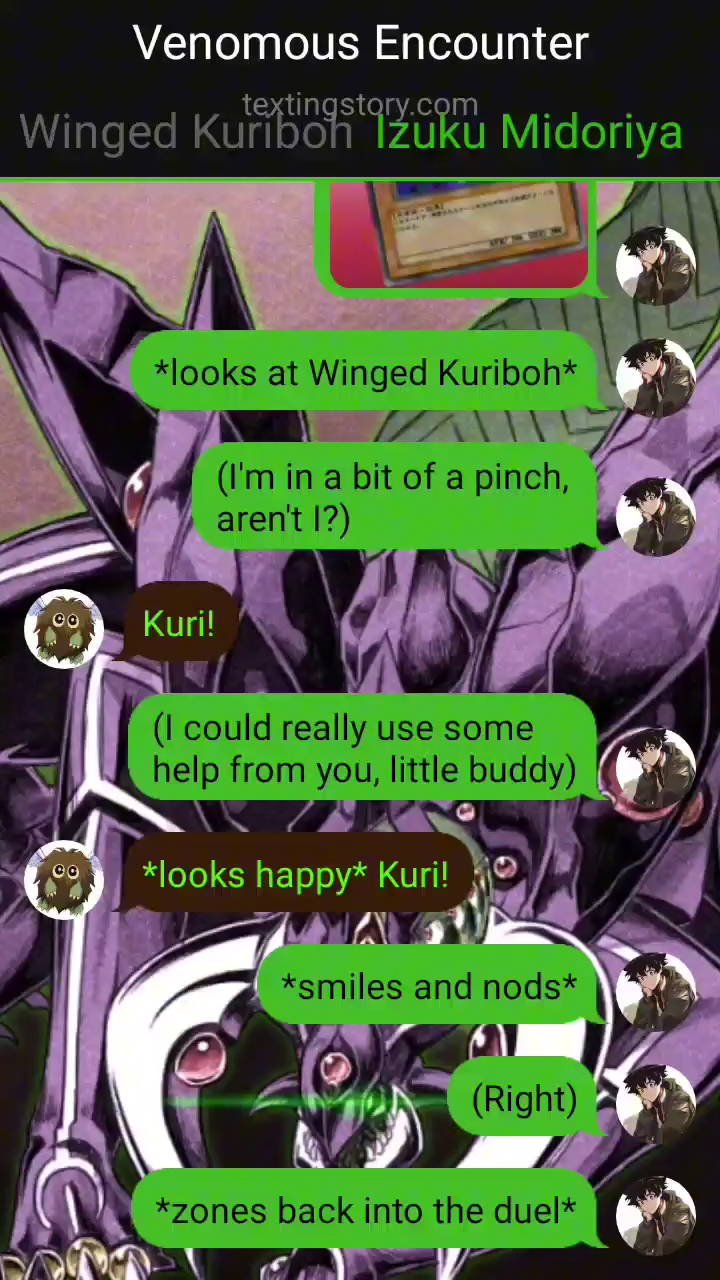 Venomous Encounter
textingstory.com
Winged Kuriboh Izuku Midoriya
*looks at Winged Kuriboh*
(I'm in a bit of a pinch,
aren't I?)
Kuri!
(I could really use some
help from you, little buddy)
*looks happy* Kuri!
*smiles and nods*
(Right)
*zones back into the duel*